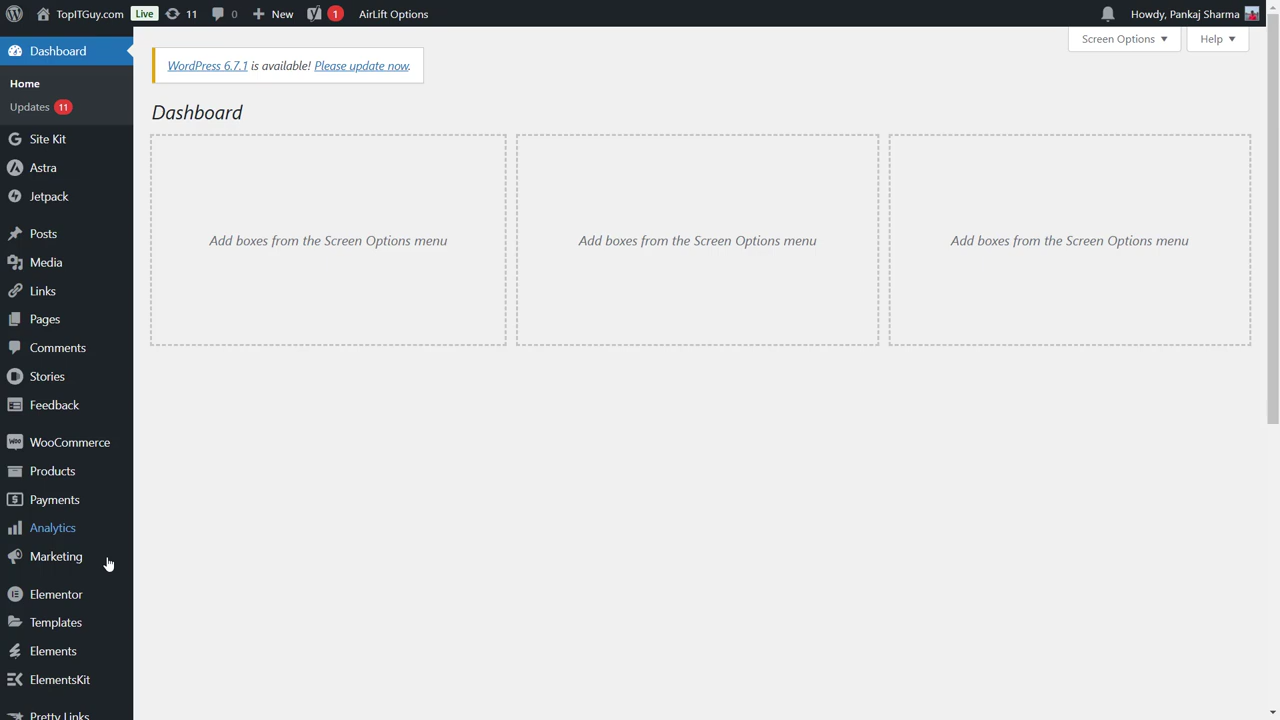 TopITGuy.com Live 11 0 New 1 AirLift Options Howdy, Pankaj Sharma
Screen Options Help
Dashboard
Home
Updates 11
Site Kit
Astra
Jetpack
Posts
Media
Links
Pages
Comments
Stories
Feedback
WooCommerce
Products
Payments
Analytics
Marketing
Elementor
Templates
Elements
ElementsKit
Pretty Links
WordPress 6.7.1 is available! Please update now.
Dashboard
Add boxes from the Screen Options menu
Add boxes from the Screen Options menu
Add boxes from the Screen Options menu